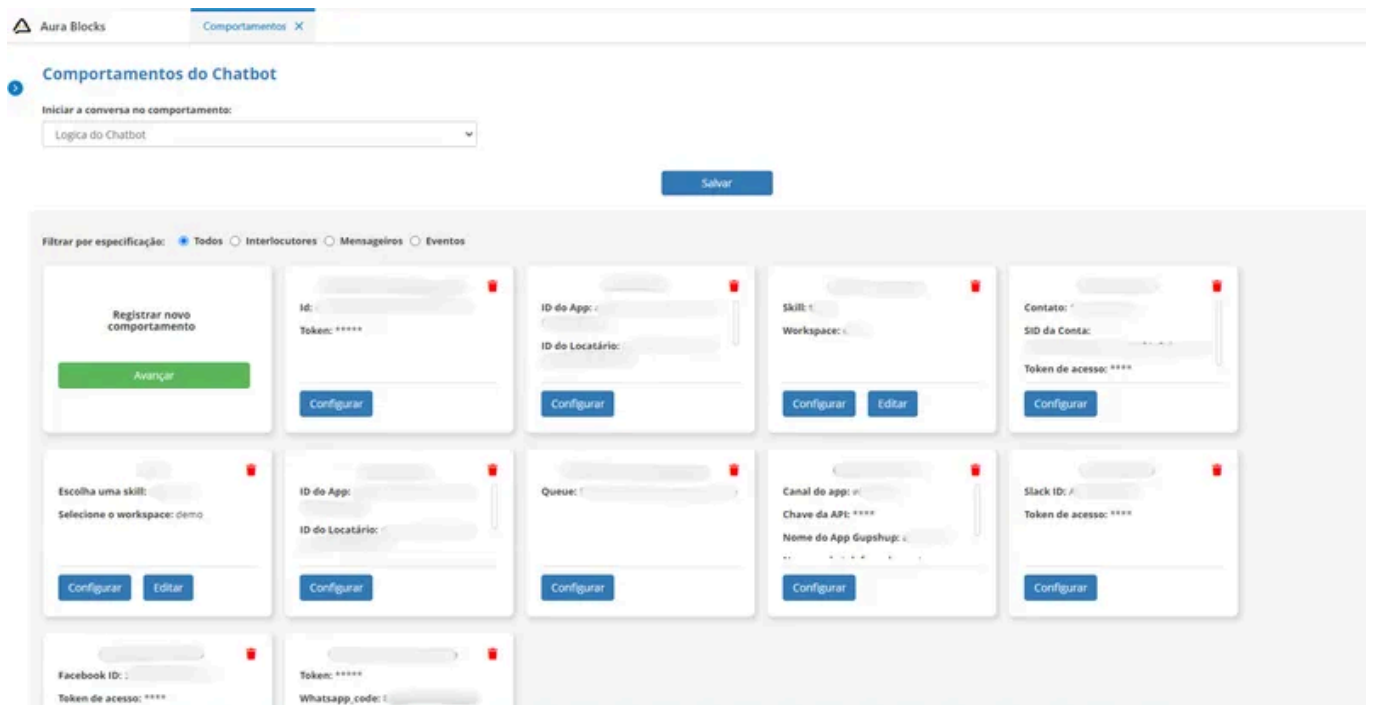 Aura Blocks
Comportamentos X
Comportamentos do Chatbot
Iniciar a conversa no comportamento:
Logica do Chatbot
Salvar
Filtrar por especificação: Todos Interlocutores Mensageiros Eventos
Registrar novo
comportamento
Avançar
Id:
Token: *****
Configurar
ID do App:
ID do Locatário:
Configurar
Skill:
Workspace:
Configurar Editar
Contato:
SID da Conta:
Token de acesso: ****
Configurar
Escolha uma skill:
Selecione o workspace: demo
Configurar Editar
ID do App:
ID do Locatário:
Configurar
Queue:
Configurar
Canal do app:
Chave da API: ****
Nome do App Gupshup:
Configurar
Slack ID:
Token de acesso: ****
Configurar
Facebook ID:
Token de acesso: ****
Token: *****
Whatsapp_code: